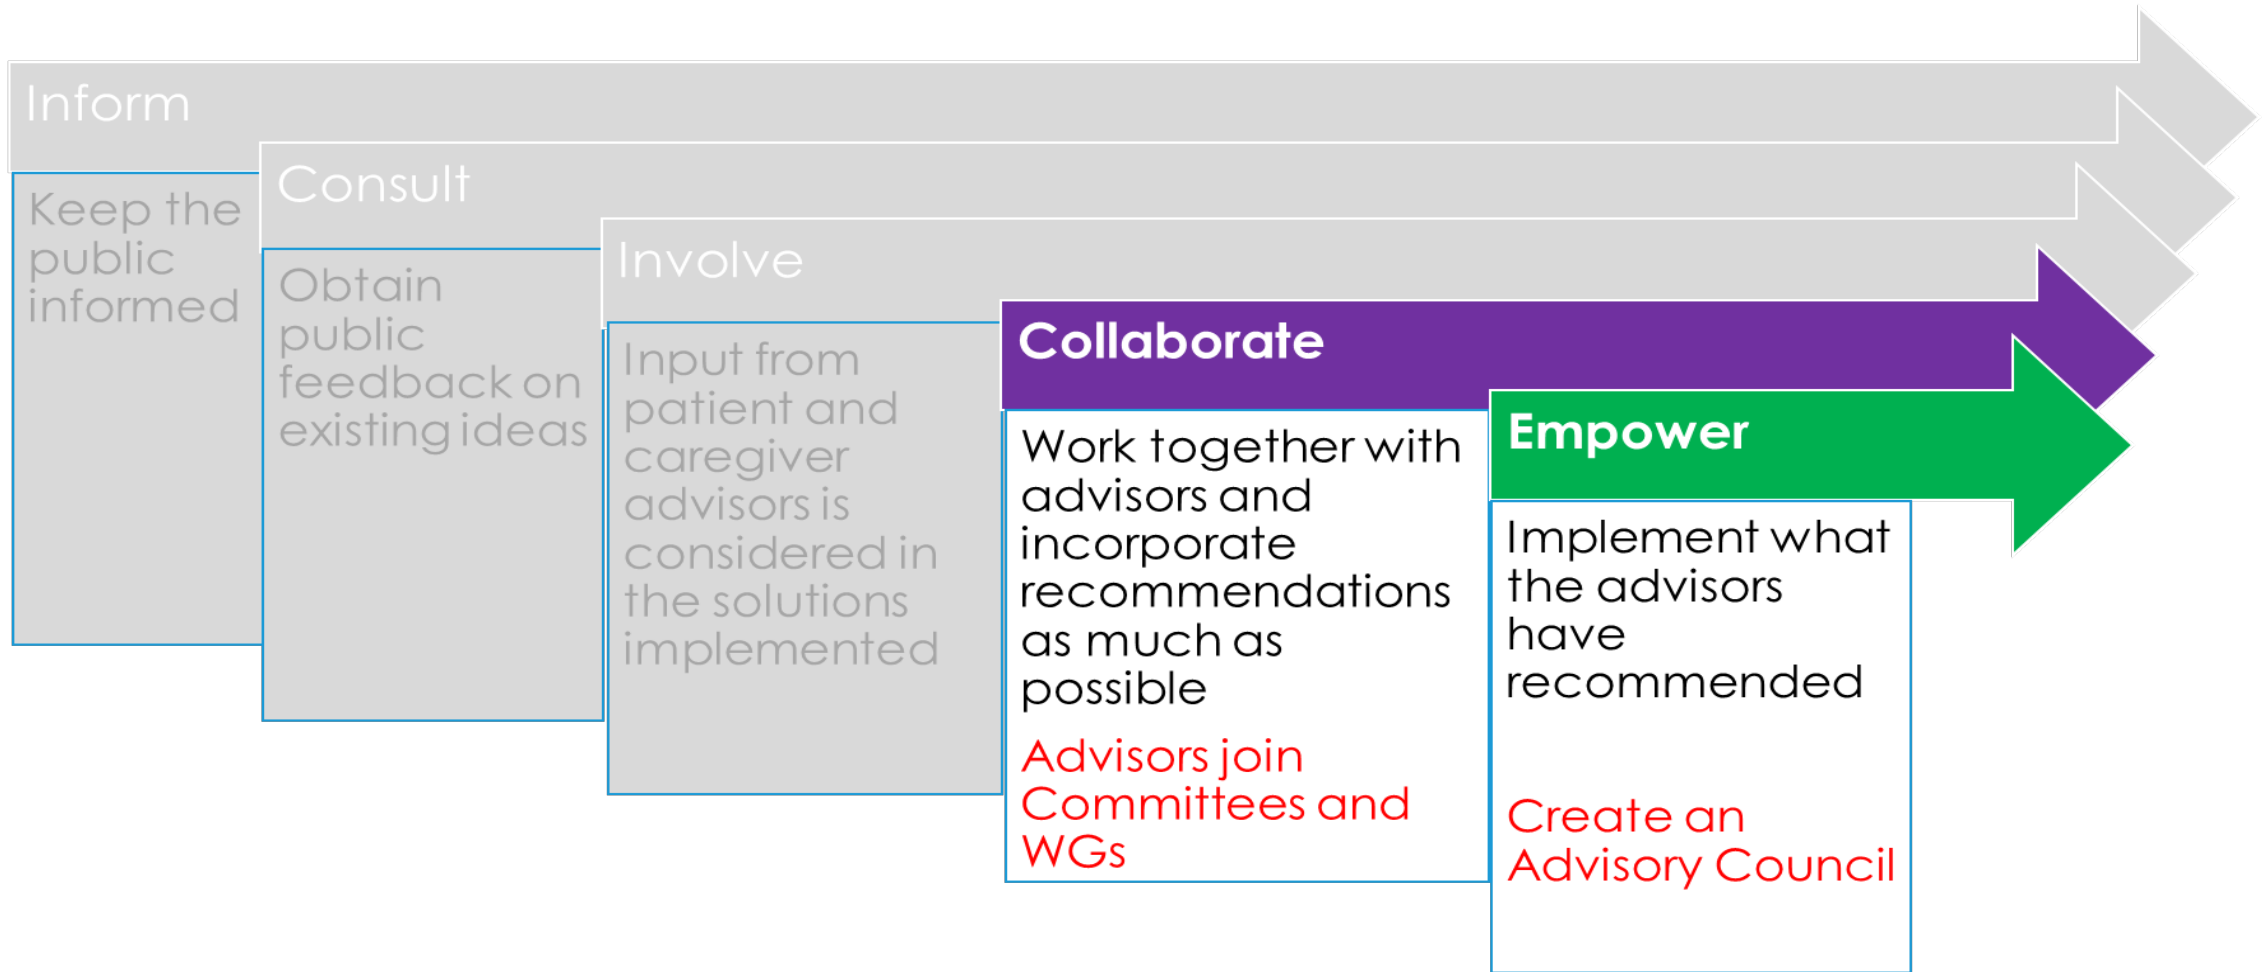 Inform
Keep the
public
informed
Consult
Obtain
public
feedback on
existing ideas
Involve
Input from
patient and
caregiver
advisors is
considered in
the solutions
implemented
Collaborate
Work together with
advisors and
incorporate
recommendations
as much as
possible
Advisors join
Committees and
WGs
Empower
Implement what
the advisors
have
recommended
Create an
Advisory Council